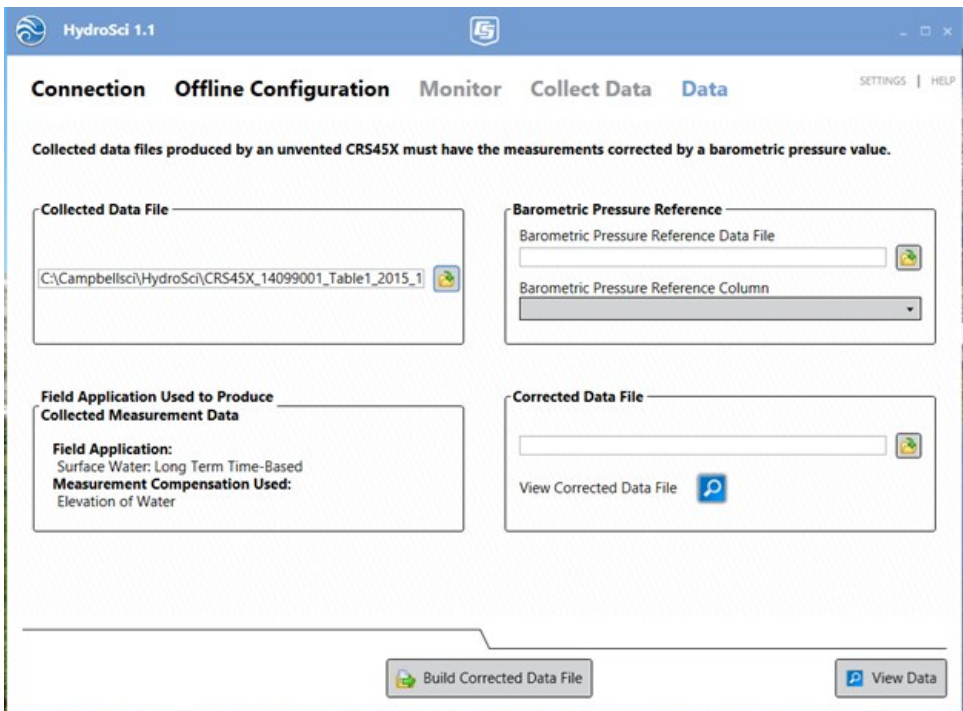 HydroSci 1.1
Connection Offline Configuration Monitor Collect Data Data
SETTINGS | HELP
Collected data files produced by an unvented CRS45X must have the measurements corrected by a barometric pressure value.
Collected Data File
C:\Campbellsci\HydroSci\CRS45X_14099001_Table1_2015_1
Barometric Pressure Reference
Barometric Pressure Reference Data File
Barometric Pressure Reference Column
Field Application Used to Produce
Collected Measurement Data
Field Application:
Surface Water: Long Term Time-Based
Measurement Compensation Used:
Elevation of Water
Corrected Data File
View Corrected Data File
Build Corrected Data File
View Data